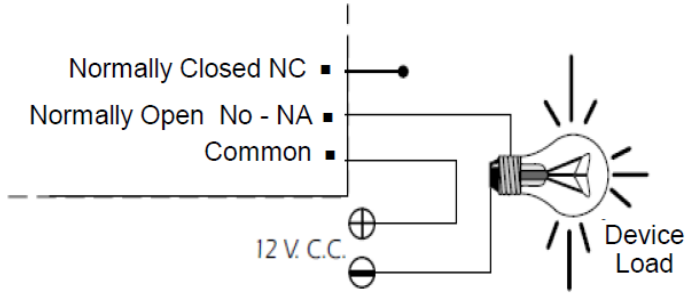 Normally Closed NC
Normally Open No - NA
Common
12 V. C.C.
Device
Load